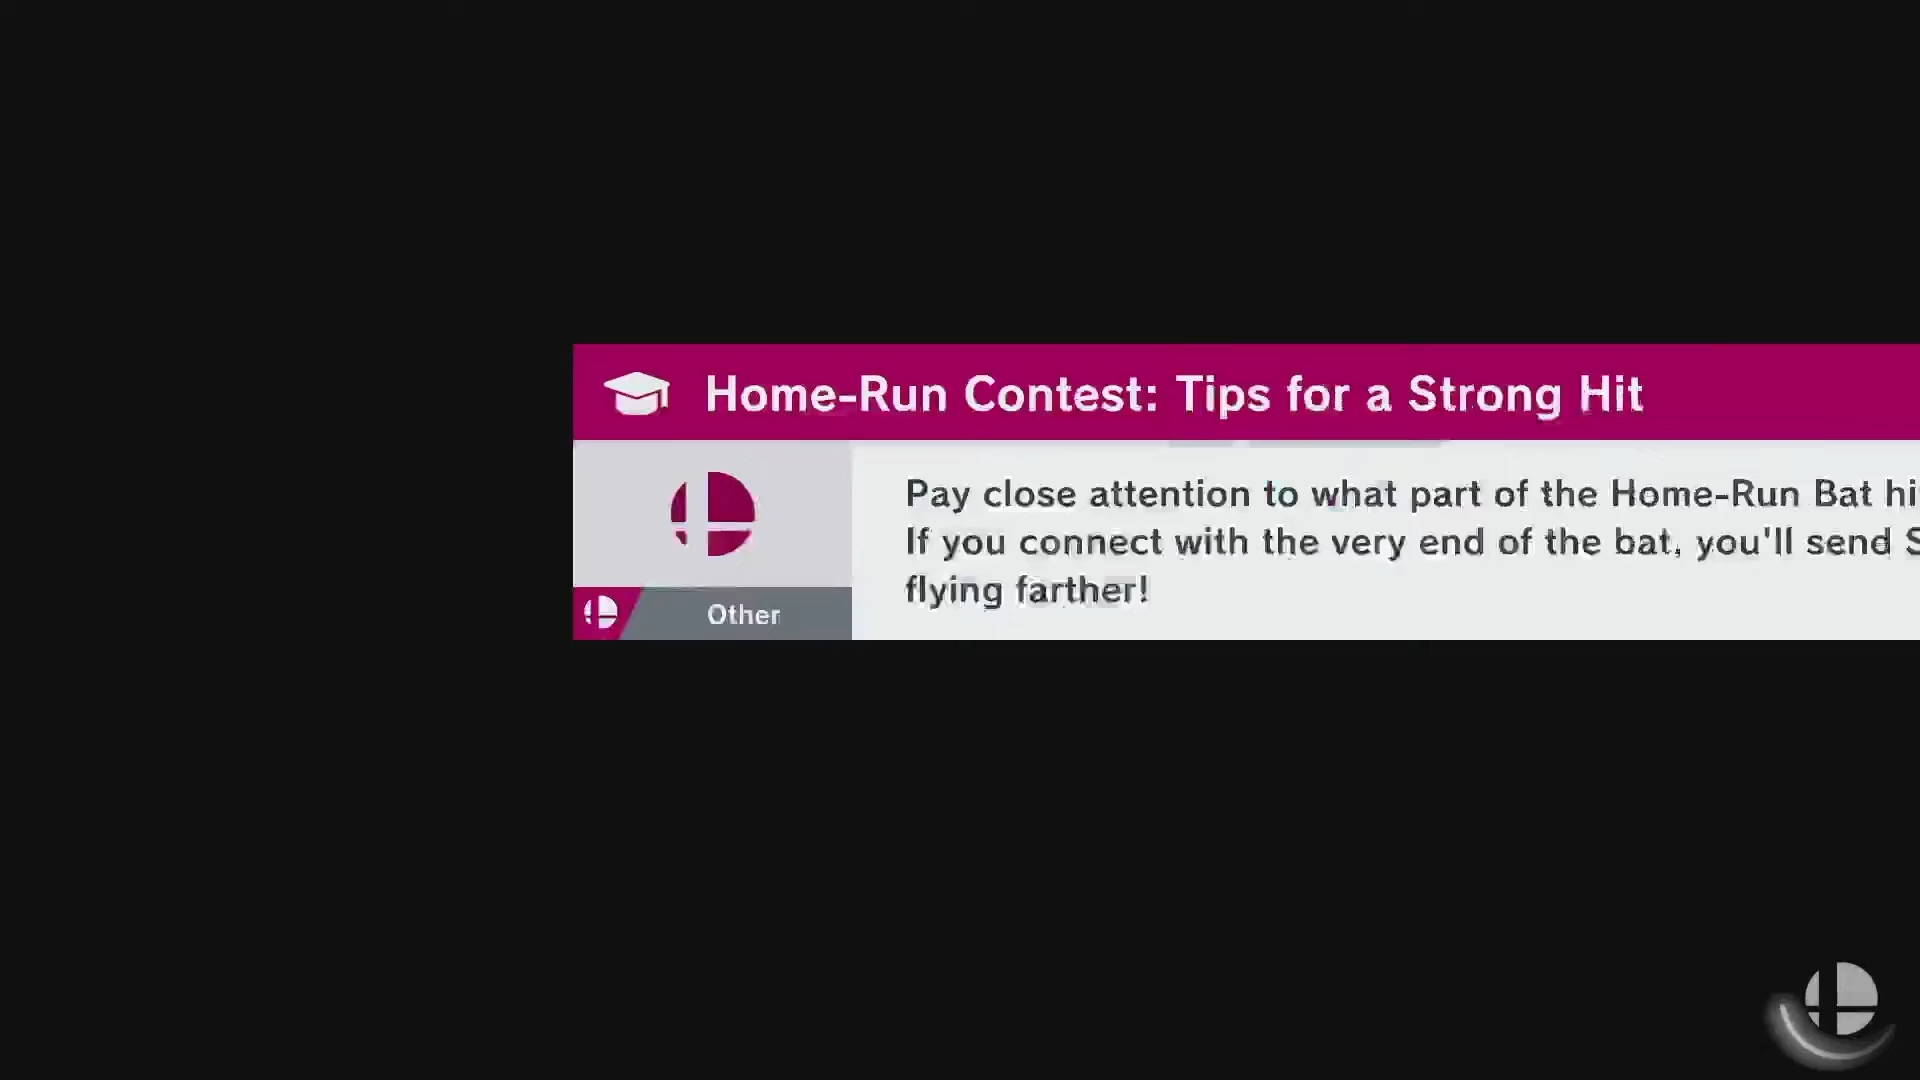 Home-Run Contest: Tips for a Strong Hit
Pay close attention to what part of the Home-Run Bat hi
If you connect with the very end of the bat, you'll send S
flying farther!
Other